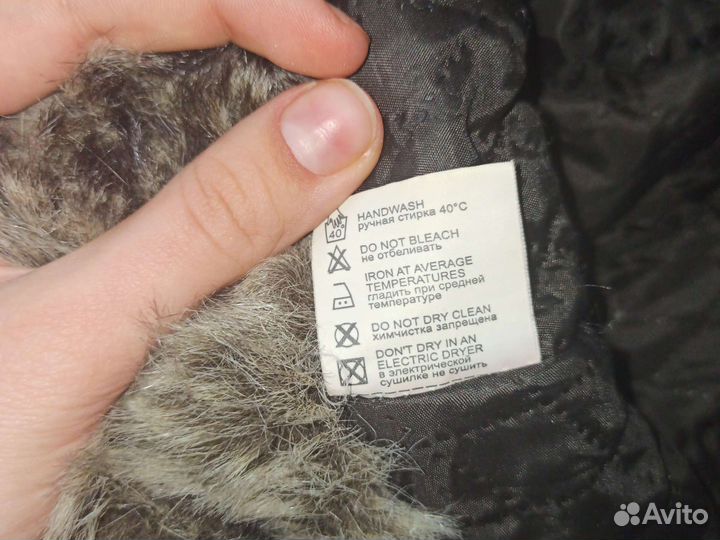 HANDWASH
ручная стирка 40°C
40°
DO NOT BLEACH
не отбеливать
IRON AT AVERAGE
TEMPERATURES
гладить при средней
температуре
DO NOT DRY CLEAN
химчистка запрещена
DON'T DRY IN AN
ELECTRIC DRYER
в электрической
сушилке не сушить
Avito